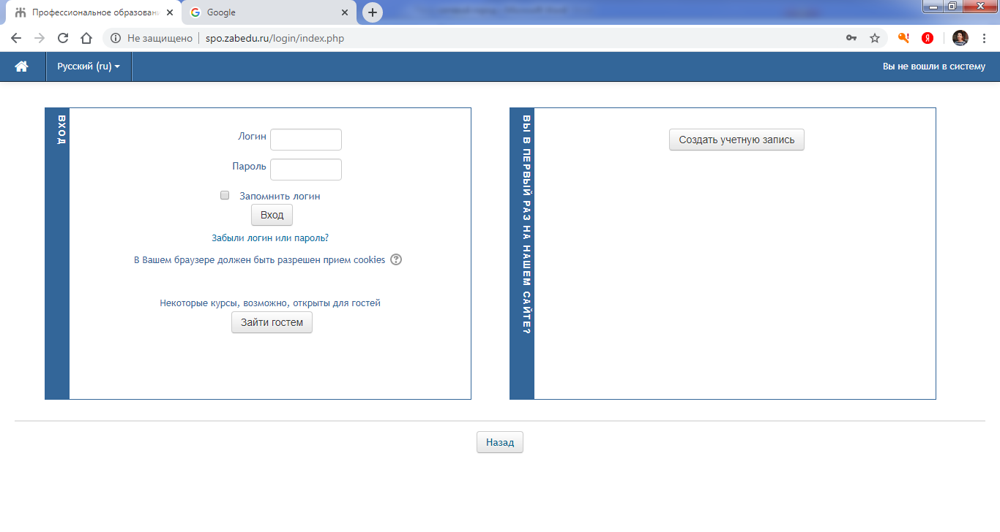 Профессиональное образован
Google
Не защищено
spo.zabedu.ru/login/index.php
Русский (ru)
Вы не вошли в систему
ВХОД
Логин
Пароль
Запомнить логин
Вход
Забыли логин или пароль?
В Вашем браузере должен быть разрешен прием cookies
Некоторые курсы, возможно, открыты для гостей
Зайти гостем
ВЫ В ПЕРВЫЙ РАЗ НА НАШЕМ САЙТЕ?
Создать учетную запись
Назад